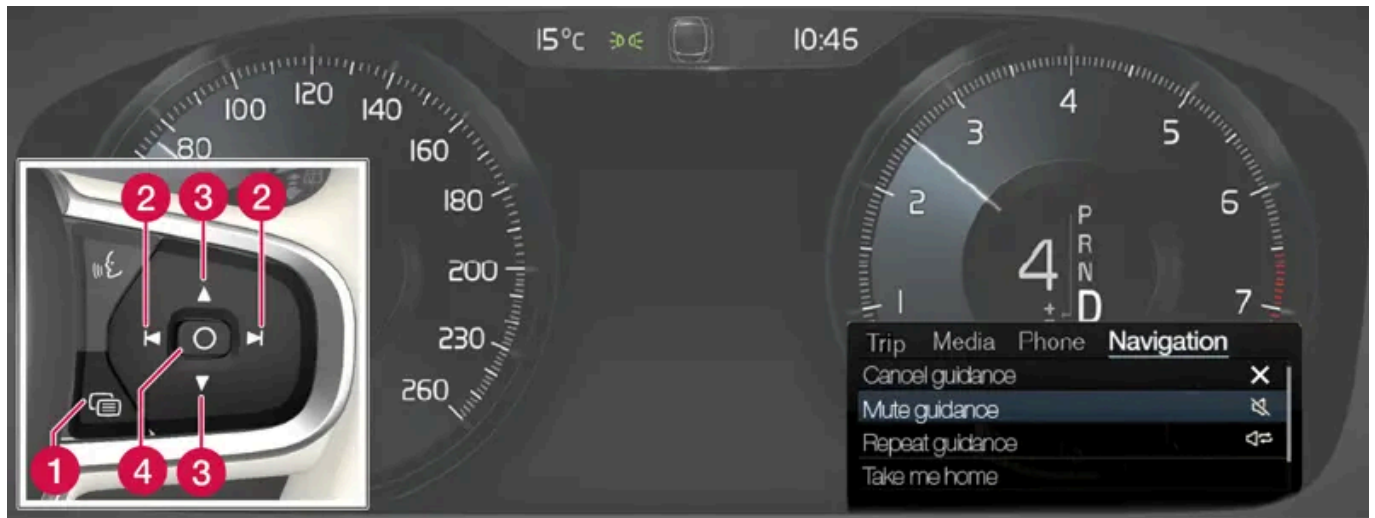 15°C 10:46
80
100
120
140
160
180
200
230
260
1
2
3
4
5
6
7
4
P
R
N
D
±
2 3 2
1 4 3
Trip Media Phone Navigation
Cancel guidance
Mute guidance
Repeat guidance
Take me home